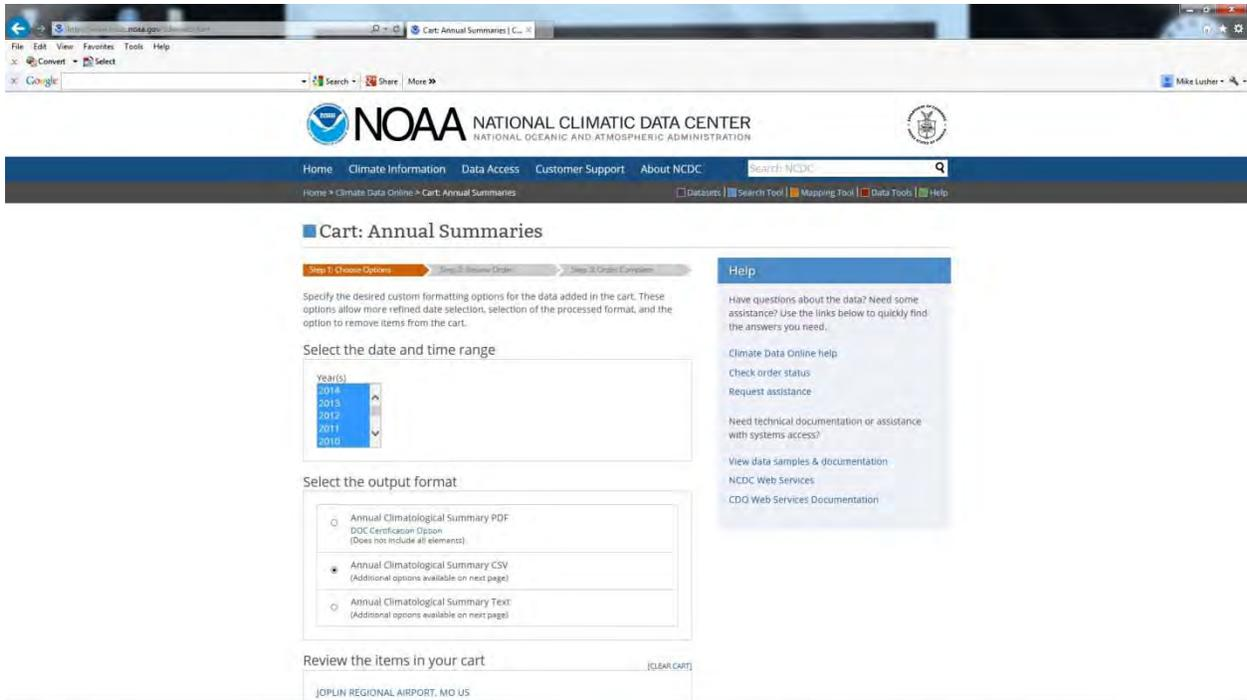 noaa.gov
Cart: Annual Summaries | C...
File Edit View Favorites Tools Help
x Convert Select
x Google Search Share More »
Mike Lusher
NOAA NATIONAL CLIMATIC DATA CENTER
NATIONAL OCEANIC AND ATMOSPHERIC ADMINISTRATION
Home Climate Information Data Access Customer Support About NCDC Search NCDC
Home > Climate Data Online > Cart: Annual Summaries
Datasets | Search Tool | Mapping Tool | Data Tools | Help
Cart: Annual Summaries
Step 1: Choose Options Step 2: Review Order Step 3: Order Complete
Specify the desired custom formatting options for the data added in the cart. These
options allow more refined date selection, selection of the processed format, and the
option to remove items from the cart.
Select the date and time range
Year(s)
2014
2013
2012
2011
2010
Select the output format
Annual Climatological Summary PDF
DOC Certification Option
(Does not include all elements)
Annual Climatological Summary CSV
(Additional options available on next page)
Annual Climatological Summary Text
(Additional options available on next page)
Review the items in your cart
[CLEAR CART]
JOPLIN REGIONAL AIRPORT, MO US
Help
Have questions about the data? Need some
assistance? Use the links below to quickly find
the answers you need.
Climate Data Online help
Check order status
Request assistance
Need technical documentation or assistance
with systems access?
View data samples & documentation
NCDC Web Services
CDO Web Services Documentation